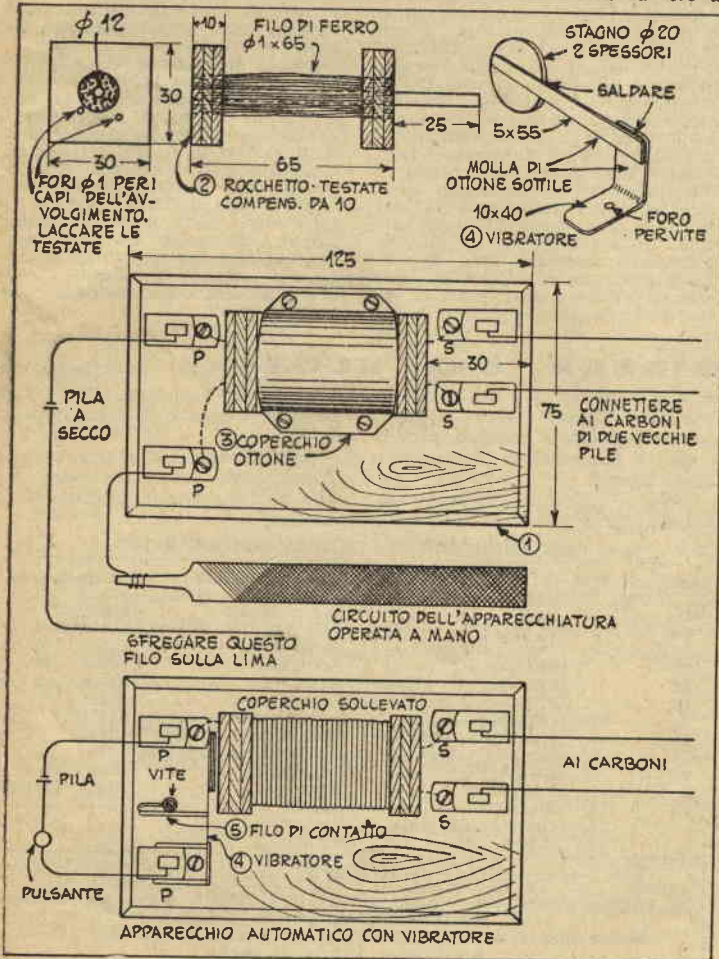 ϕ 12
10
FILO DI FERRO
ϕ1 x 65
STAGNO ϕ20
2 SPESSORI
30
SALDARE
25
5x55
30
65
MOLLA DI
OTTONE SOTTILE
FORI ϕ1 PER I
CAPI DELL'AV-
VOLGIMENTO.
LACCARE LE
TESTATE
② ROCCHETTO-TESTATE
COMPENS. DA 10
10x40
FORO
PER VITE
④ VIBRATORE
125
P
S
30
PILA
A
SECCO
S
75
CONNETTERE
AI CARBONI
DI DUE VECCHIE
PILE
③ COPERCHIO
OTTONE
P
①
CIRCUITO DELL'APPARECCHIATURA
OPERATA A MANO
SFREGARE QUESTO
FILO SULLA LIMA
COPERCHIO SOLLEVATO
P
S
VITE
AI CARBONI
PILA
⑤ FILO DI CONTATTO
S
④ VIBRATORE
PULSANTE
P
APPARECCHIO AUTOMATICO CON VIBRATORE